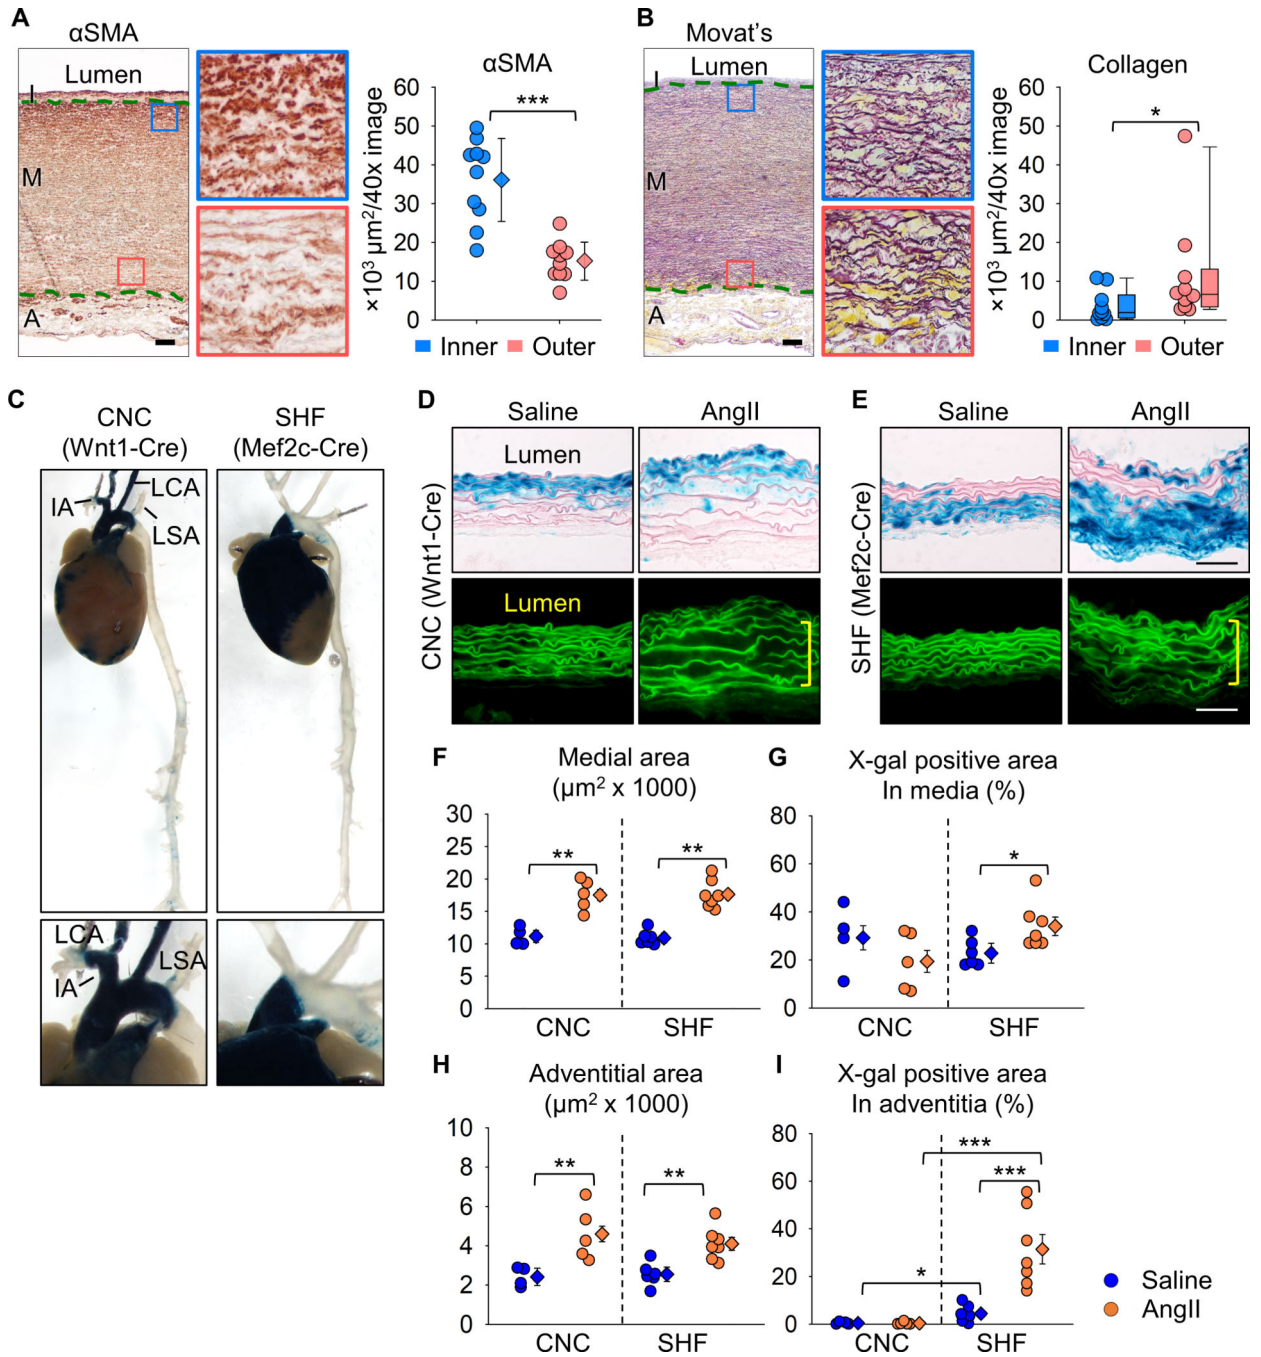 A
αSMA
Lumen
I
M
A
αSMA
×10³ μm²/40x image
60
50
40
30
20
10
0
***
Inner
Outer
B
Movat's
Lumen
I
M
A
Collagen
×10³ μm²/40x image
60
50
40
30
20
10
0
*
Inner
Outer
C
CNC
(Wnt1-Cre)
SHF
(Mef2c-Cre)
IA
LCA
LSA
LCA
LSA
IA
D
Saline
AngII
CNC (Wnt1-Cre)
Lumen
Lumen
E
Saline
AngII
SHF (Mef2c-Cre)
F
Medial area
(μm² x 1000)
30
25
20
15
10
5
0
**
**
CNC
SHF
G
X-gal positive area
In media (%)
80
60
40
20
0
*
CNC
SHF
H
Adventitial area
(μm² x 1000)
10
8
6
4
2
0
**
**
CNC
SHF
I
X-gal positive area
In adventitia (%)
80
60
40
20
0
***
***
*
CNC
SHF
Saline
AngII